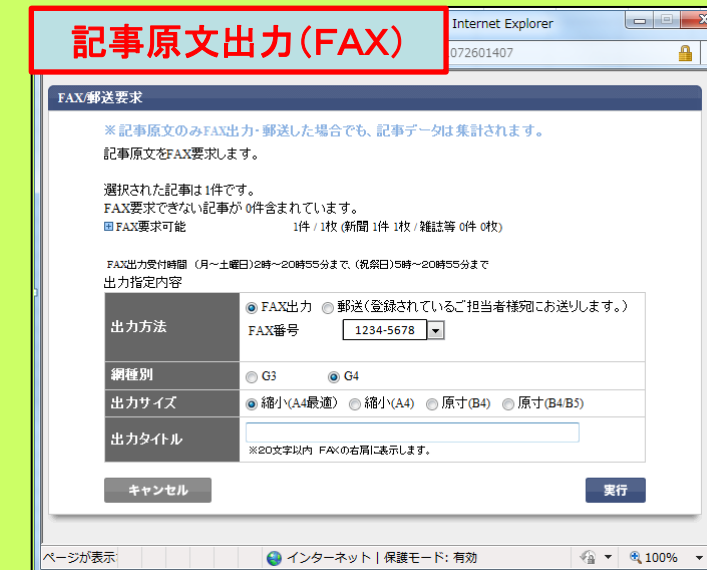 記事原文出力(FAX)
Internet Explorer
072601407
FAX/郵送要求
※記事原文のみFAX出力・郵送した場合でも、記事データは集計されます。
記事原文をFAX要求します。
選択された記事は1件です。
FAX要求できない記事が 0件含まれています。
FAX要求可能 1件 / 1枚 (新聞 1件 1枚 / 雑誌等 0件 0枚)
FAX出力受付時間 (月~土曜日)2時~20時55分まで、(祝祭日)5時~20時55分まで
出力指定内容
出力方法 FAX出力 郵送(登録されているご担当者様宛にお送りします。)
FAX番号 1234-5678
網種別 G3 G4
出力サイズ 縮小(A4最適) 縮小(A4) 原寸(B4) 原寸(B4/B5)
出力タイトル
※20文字以内 FAXの右肩に表示します。
キャンセル 実行
ページが表示 インターネット | 保護モード: 有効 100%